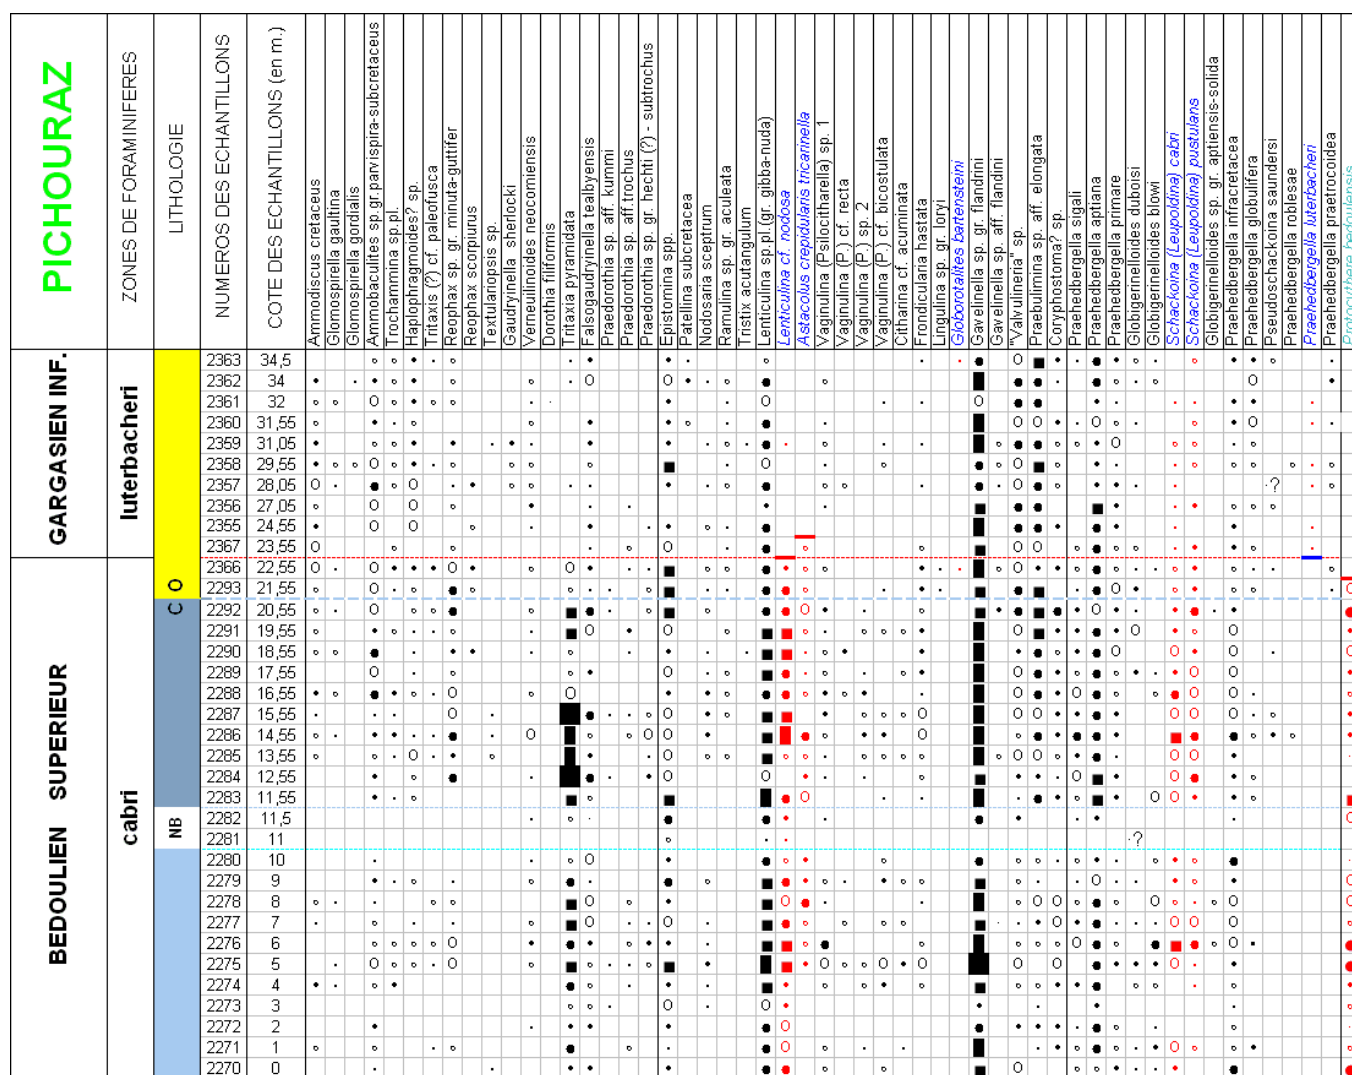 PICHOURAZ
ZONES DE FORAMINIFERES
LITHOLOGIE
NUMEROS DES ECHANTILLONS
COTE DES ECHANTILLONS (en m.)
Ammodiscus cretaceus
Glomospirella gaultina
Glomospirella gordialis
Ammobaculites sp.gr.parvispira-subcretaceus
Trochammina sp.pl.
Haplophragmoides? sp.
Tritaxis (?) cf. paleofusca
Reophax sp. gr. minuta-guttifer
Reophax scorpiurus
Textulariopsis sp.
Gaudryinella sherlocki
Verneuilinoides neocomiensis
Dorothia filiformis
Tritaxia pyramidata
Falsogaudryinella tealbyensis
Praedorothia sp. aff. kummi
Praedorothia sp aff.trochus
Praedorothia sp. gr. hechti (?) - subtrochus
Epistomina spp.
Patellina subcretacea
Nodosaria sceptrum
Ramulina sp. gr. aculeata
Tristix acutangulum
Lenticulina sp pl.(gr. gibba-nuda)
Lenticulina cf. nodosa
Astacolus crepidularis tricarinella
Vaginulina (Psilocitharella) sp. 1
Vaginulina (P.) cf. recta
Vaginulina (P.) sp. 2
Vaginulina (P.) cf. bicostulata
Citharina cf. acuminata
Frondicularia hastata
Lingulina sp. gr. loryi
Globorotalites bartensteini
Gavelinella sp. gr. flandrini
Gavelinella sp. aff. flandini
"Valvulineria" sp.
Praebulimina sp. aff. elongata
Coryphostoma? sp.
Praehedbergella sigali
Praehedbergella aptiana
Praehedbergella primare
Globigerinelloides duboisi
Globigerinelloides blowi
Schackoina (Leupoldina) cabri
Schackoina (Leupoldina) pustulans
Globigerinelloides sp. gr. aptiensis-solida
Praehedbergella infracretacea
Praehedbergella globulifera
Pseudoschackoina saundersi
Praehedbergella roblesae
Praehedbergella luterbacheri
Praehedbergella praetrocoidea
Protocythere bedoulensis
GARGASIEN INF.
luterbacheri
BEDOULIEN SUPERIEUR
cabri
C O
NB
2363 34,5
2362 34
2361 32
2360 31,55
2359 31,05
2358 29,55
2357 28,05 ?
2356 27,05
2355 24,55
2367 23,55
2366 22,55
2293 21,55
2292 20,55
2291 19,55
2290 18,55
2289 17,55
2288 16,55
2287 15,55
2286 14,55
2285 13,55
2284 12,55
2283 11,55
2282 11,5
2281 11 ?
2280 10
2279 9
2278 8
2277 7
2276 6
2275 5
2274 4
2273 3
2272 2
2271 1
2270 0